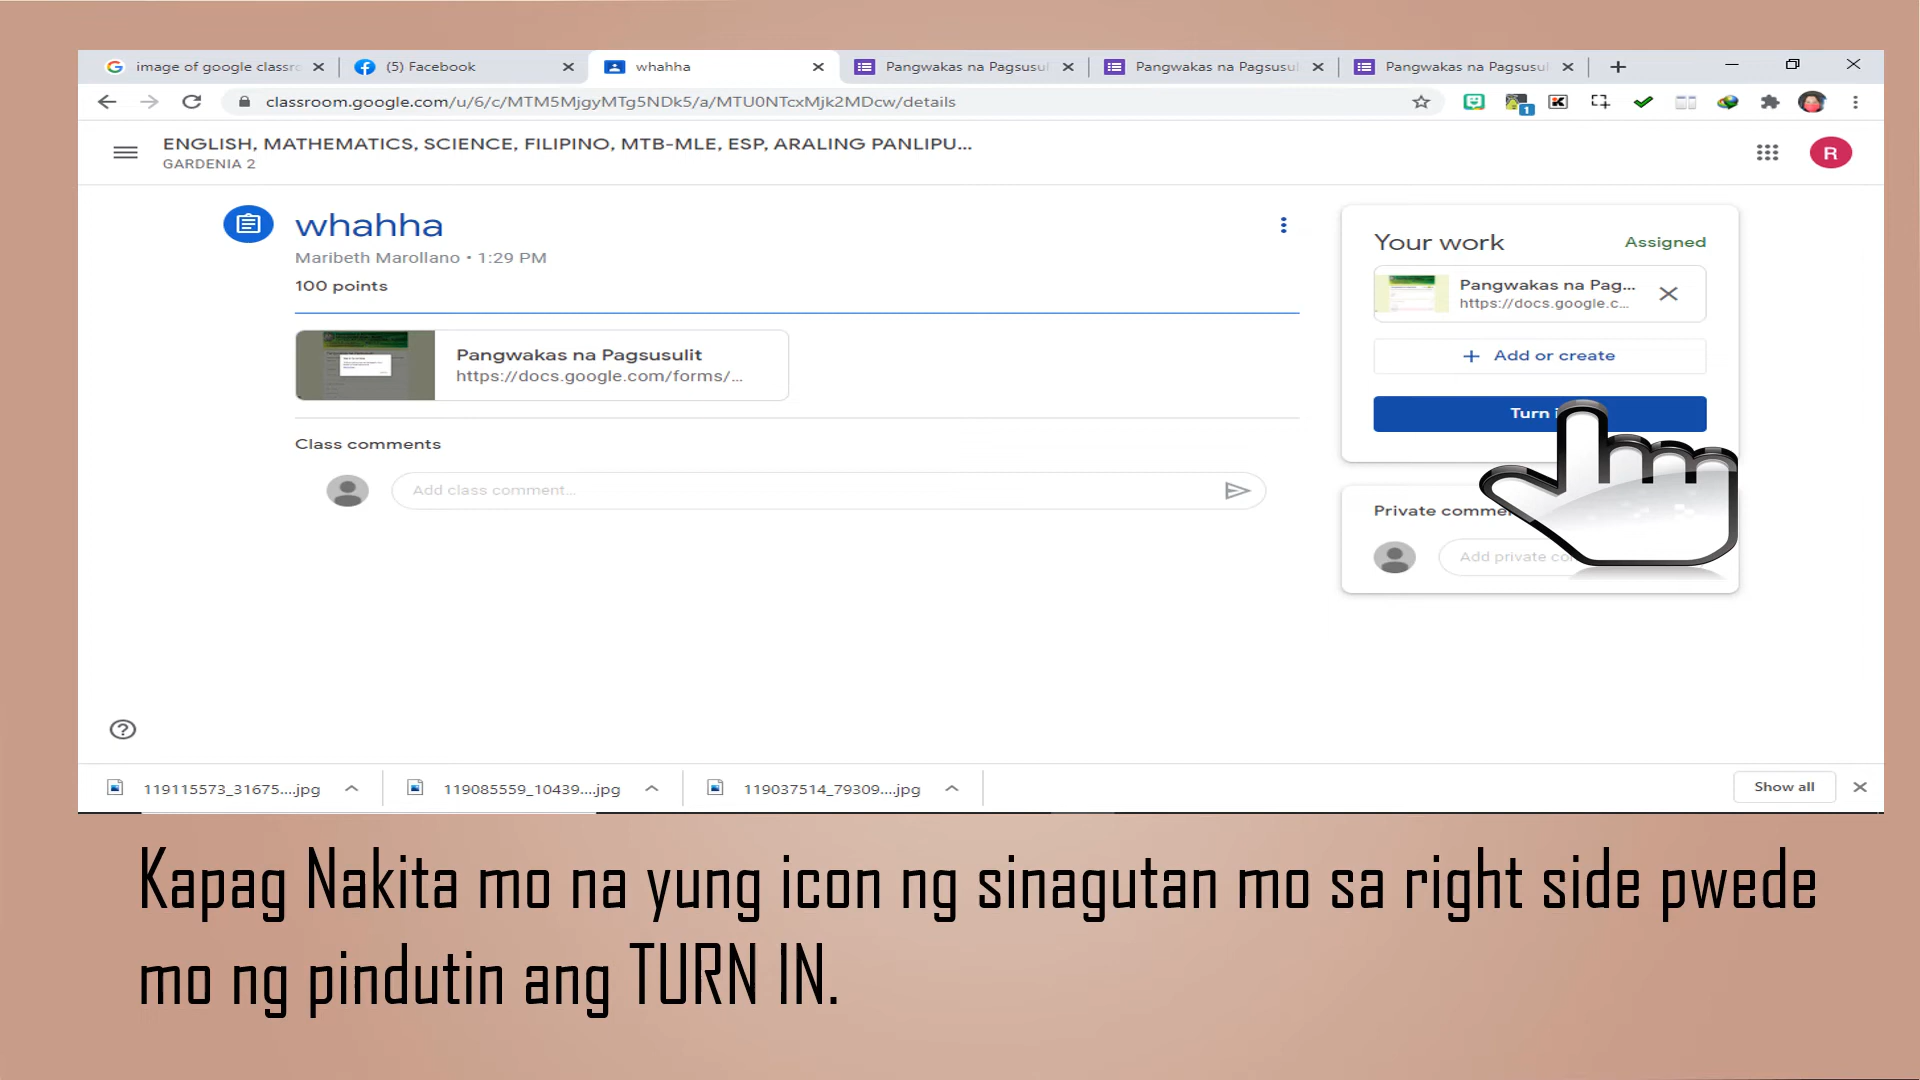 image of google classr
(5) Facebook
whahha
Pangwakas na Pagsusul
Pangwakas na Pagsusul
Pangwakas na Pagsusul
classroom.google.com/u/6/c/MTM5MjgyMTg5NDk5/a/MTU0NTcxMjk2MDcw/details
1
ENGLISH, MATHEMATICS, SCIENCE, FILIPINO, MTB-MLE, ESP, ARALING PANLIPU...
GARDENIA 2
R
whahha
Maribeth Marollano • 1:29 PM
100 points
Pangwakas na Pagsusulit
https://docs.google.com/forms/...
Class comments
Add class comment...
Your work
Assigned
Pangwakas na Pag...
https://docs.google.c...
+ Add or create
Turn i
Private comme
Add private co
119115573_31675....jpg
119085559_10439....jpg
119037514_79309....jpg
Show all
Kapag Nakita mo na yung icon ng sinagutan mo sa right side pwede
mo ng pindutin ang TURN IN.